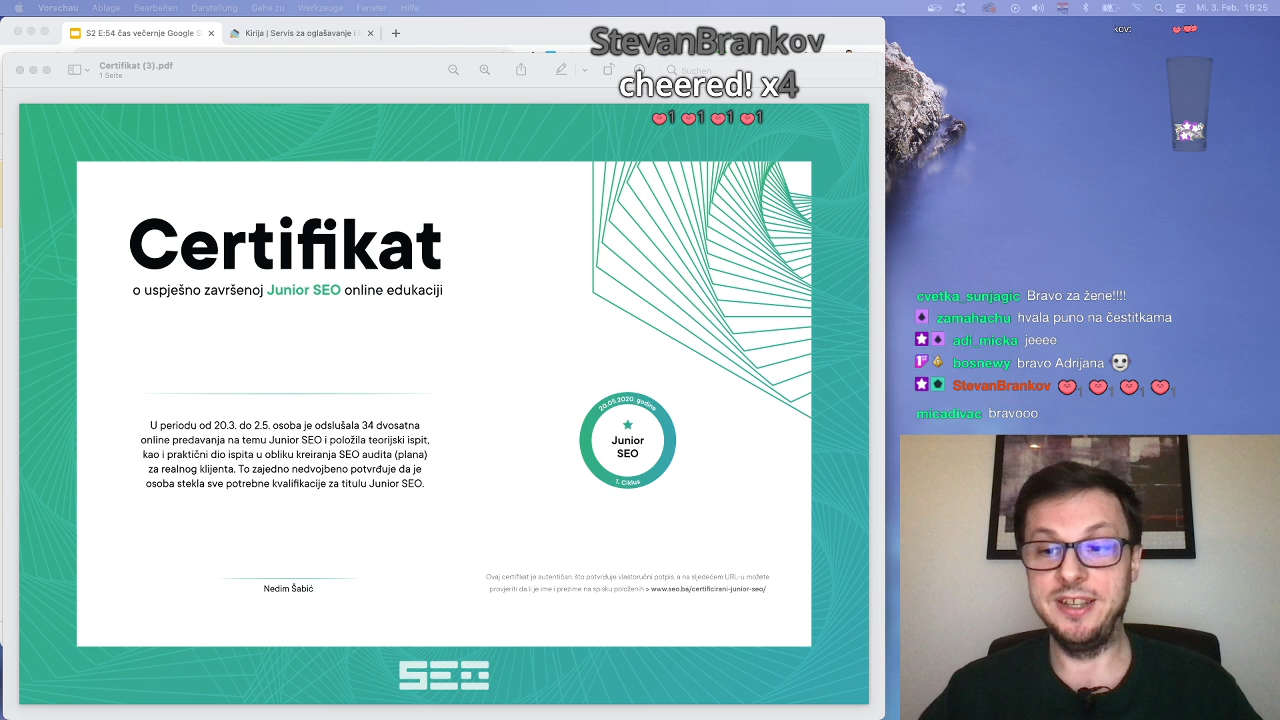 Vorschau Ablage Bearbeiten Darstellung Gehe zu Werkzeuge Fenster Hilfe
Mi. 3. Feb. 19:25
S2 E:54 čas večernje Google S
Kirija | Servis za oglašavanje i
StevanBrankov
cheered! x4
1 1 1 1
Certifikat (3).pdf
1 Seite
Suchen
Certifikat
o uspješno završenoj Junior SEO online edukaciji
U periodu od 20.3. do 2.5. osoba je odslušala 34 dvosatna
online predavanja na temu Junior SEO i položila teorijski ispit,
kao i praktični dio ispita u obliku kreiranja SEO audita (plana)
za realnog klijenta. To zajedno nedvojbeno potvrđuje da je
osoba stekla sve potrebne kvalifikacije za titulu Junior SEO.
20.05.2020. godine
Junior
SEO
1. Ciklus
Nedim Šabić
Ovaj certifikat je autentičan, što potvrđuje vlastoručni potpis, a na sljedećem URL-u možete
provjeriti da li je ime i prezime na spisku položenih > www.seo.ba/certificirani-junior-seo/
SEO
cvetka_sunjagic Bravo za žene!!!!
zamahachu hvala puno na čestitkama
adi_micka jeeee
bosnewy bravo Adrijana
StevanBrankov 1 1 1 1
micadivac bravooo